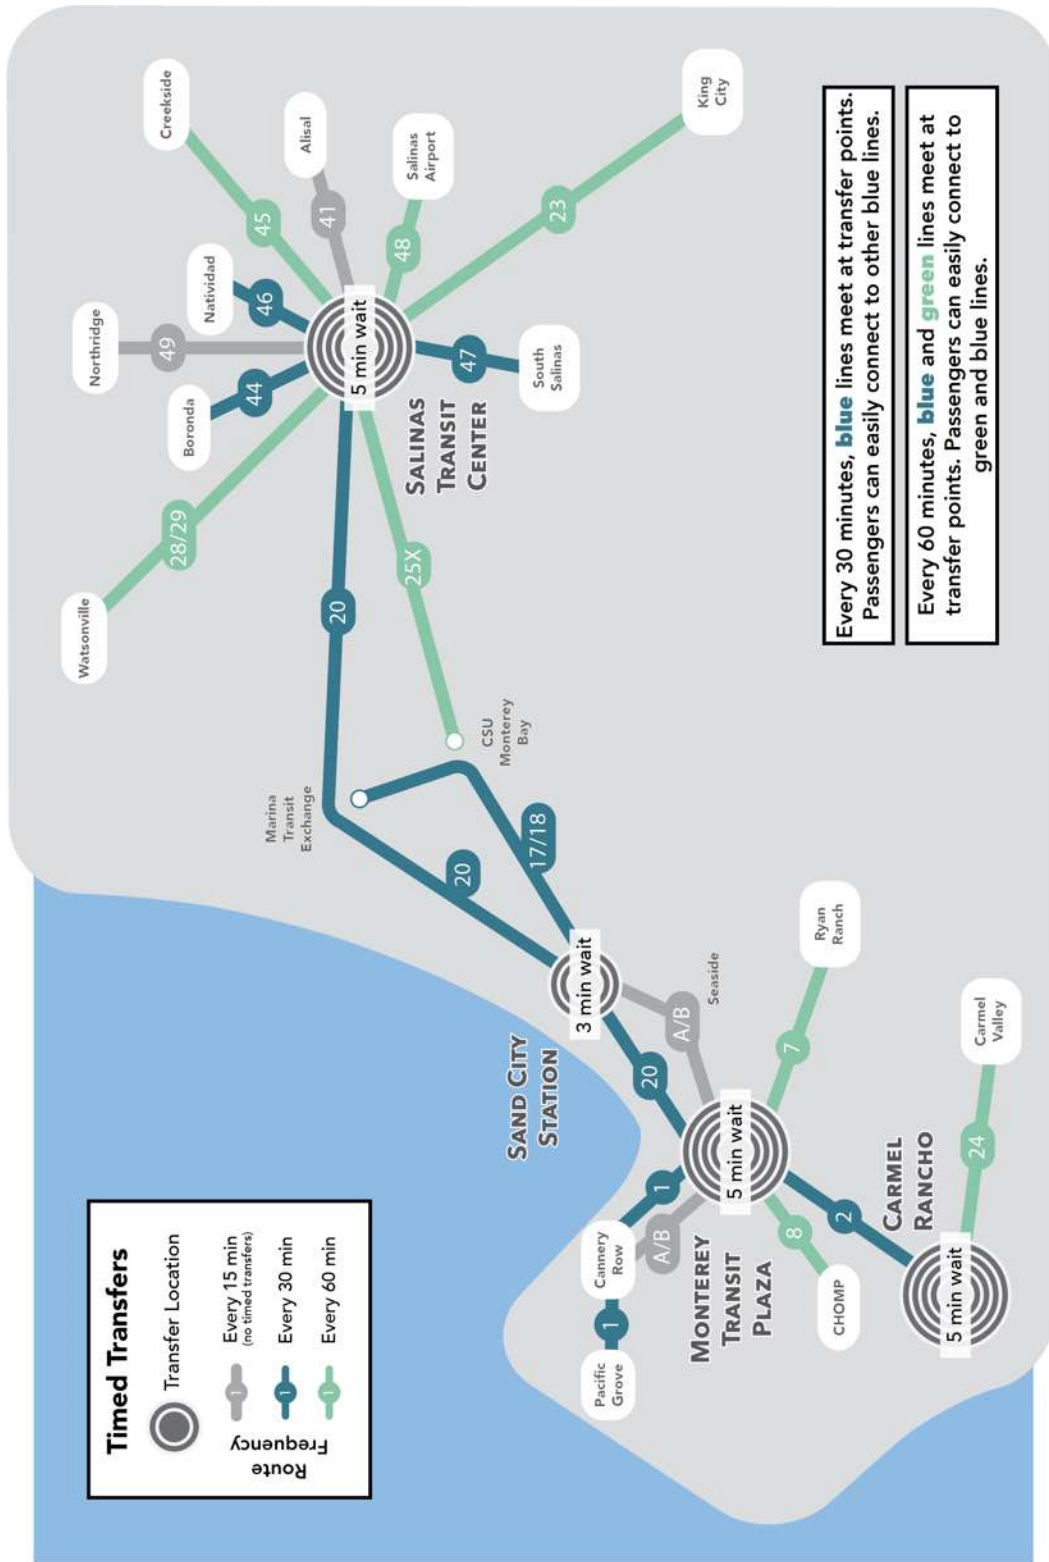 Timed Transfers
Transfer Location
Route
Frequency
1
Every 15 min
(no timed transfers)
1
Every 30 min
1
Every 60 min
Watsonville
28/29
Boronda
44
Northridge
49
Natividad
46
Creekside
45
Alisal
41
Salinas
Airport
48
King
City
23
South
Salinas
47
5 min wait
SALINAS
TRANSIT
CENTER
20
25X
Marina
Transit
Exchange
CSU
Monterey
Bay
20
17/18
SAND CITY
STATION
3 min wait
Seaside
A/B
20
Ryan
Ranch
7
5 min wait
MONTEREY
TRANSIT
PLAZA
1
A/B
Cannery
Row
1
Pacific
Grove
8
CHOMP
2
CARMEL
RANCHO
5 min wait
24
Carmel
Valley
Every 30 minutes, blue lines meet at transfer points.
Passengers can easily connect to other blue lines.
Every 60 minutes, blue and green lines meet at
transfer points. Passengers can easily connect to
green and blue lines.